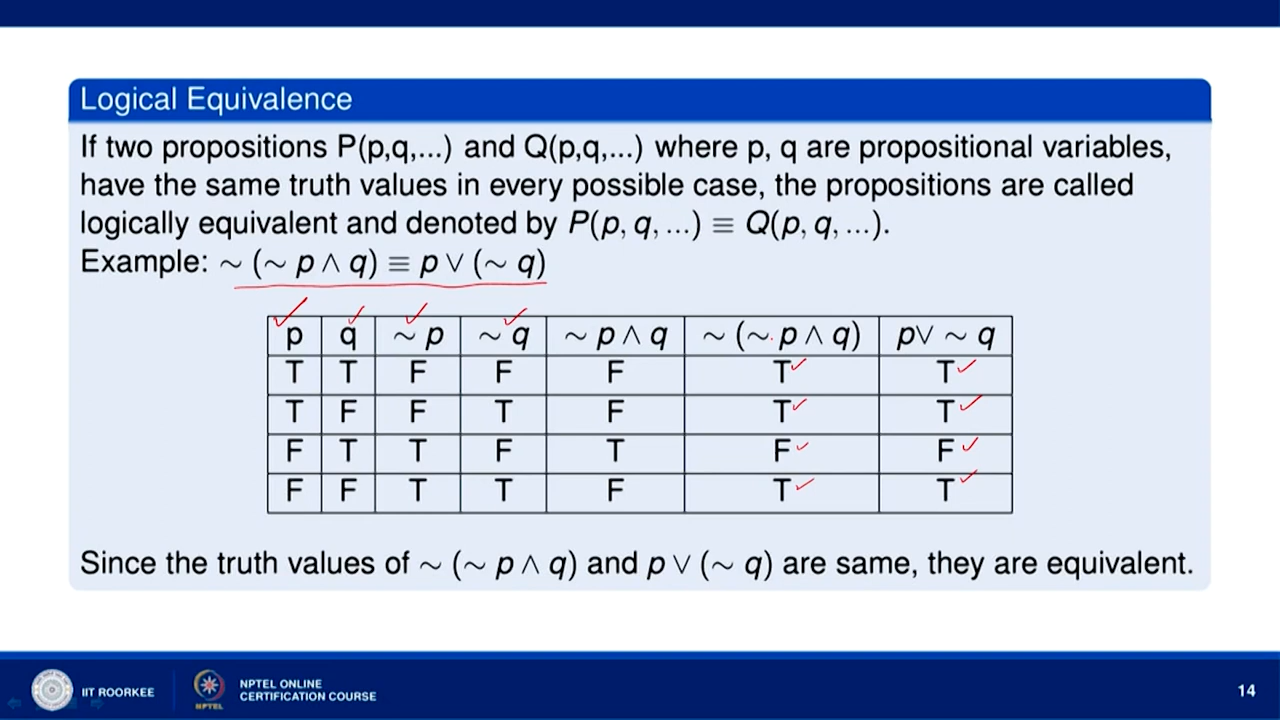 Logical Equivalence
If two propositions P(p,q,...) and Q(p,q,...) where p, q are propositional variables,
have the same truth values in every possible case, the propositions are called
logically equivalent and denoted by P(p, q, ...) ≡ Q(p, q, ...).
Example: ∼ (∼ p ∧ q) ≡ p ∨ (∼ q)
p q ∼ p ∼ q ∼ p ∧ q ∼ (∼ p ∧ q) p∨ ∼ q
T T F F F T T
T F F T F T T
F T T F T F F
F F T T F T T
Since the truth values of ∼ (∼ p ∧ q) and p ∨ (∼ q) are same, they are equivalent.
IIT ROORKEE
NPTEL
NPTEL ONLINE
CERTIFICATION COURSE
14